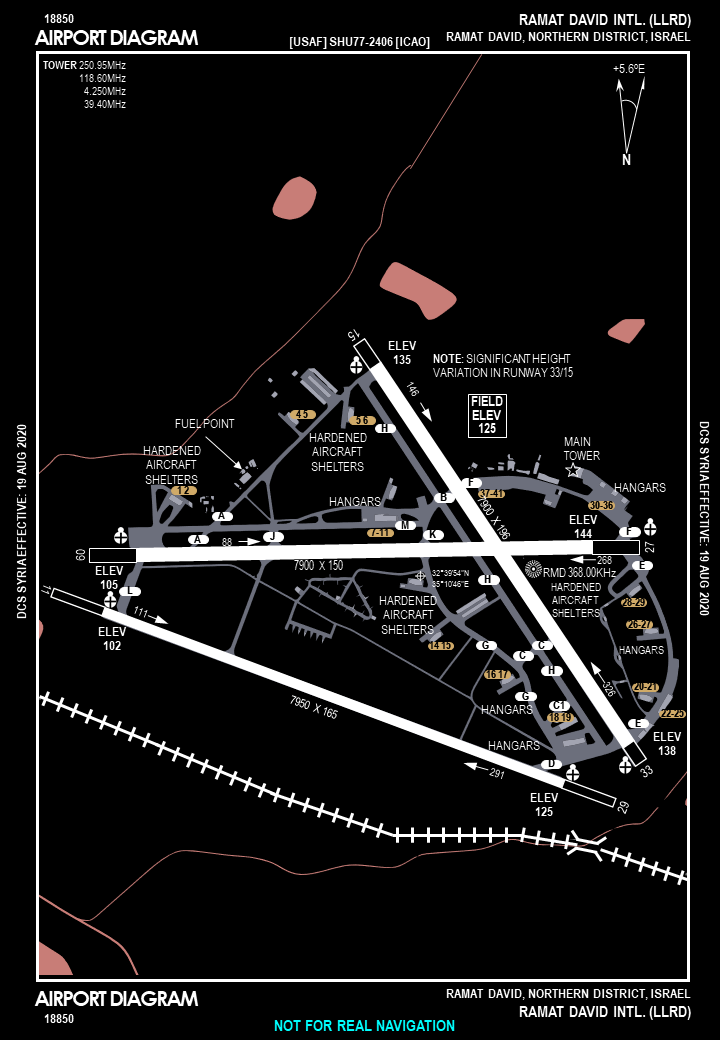 18850
AIRPORT DIAGRAM
[USAF] SHU77-2406 [ICAO]
RAMAT DAVID INTL. (LLRD)
RAMAT DAVID, NORTHERN DISTRICT, ISRAEL
TOWER 250.95MHz
118.60MHz
4.250MHz
39.40MHz
+5.6ºE
N
15
ELEV
135
NOTE: SIGNIFICANT HEIGHT
VARIATION IN RUNWAY 33/15
146
FIELD
ELEV
125
4 5
5 6
H
FUEL POINT
HARDENED
AIRCRAFT
SHELTERS
HARDENED
AIRCRAFT
SHELTERS
MAIN
TOWER
1 2
HANGARS
B
F
37-41
HANGARS
30-36
7900 X 196
A
A
J
7-11
M
K
ELEV
144
F
88
268
27
09
7900 X 150
ELEV
105
L
32°39'54"N
35°10'46"E
H
RMD 368.00KHz
HARDENED
AIRCRAFT
SHELTERS
E
HARDENED
AIRCRAFT
SHELTERS
28-29
26-27
111
ELEV
102
14 15
G
C
C
HANGARS
16 17
H
326
20-21
G
HANGARS
C1
18 19
22-25
7950 X 165
E
HANGARS
D
ELEV
138
33
291
ELEV
125
29
DCS SYRIA EFFECTIVE: 19 AUG 2020
DCS SYRIA EFFECTIVE: 19 AUG 2020
AIRPORT DIAGRAM
18850
RAMAT DAVID, NORTHERN DISTRICT, ISRAEL
RAMAT DAVID INTL. (LLRD)
NOT FOR REAL NAVIGATION